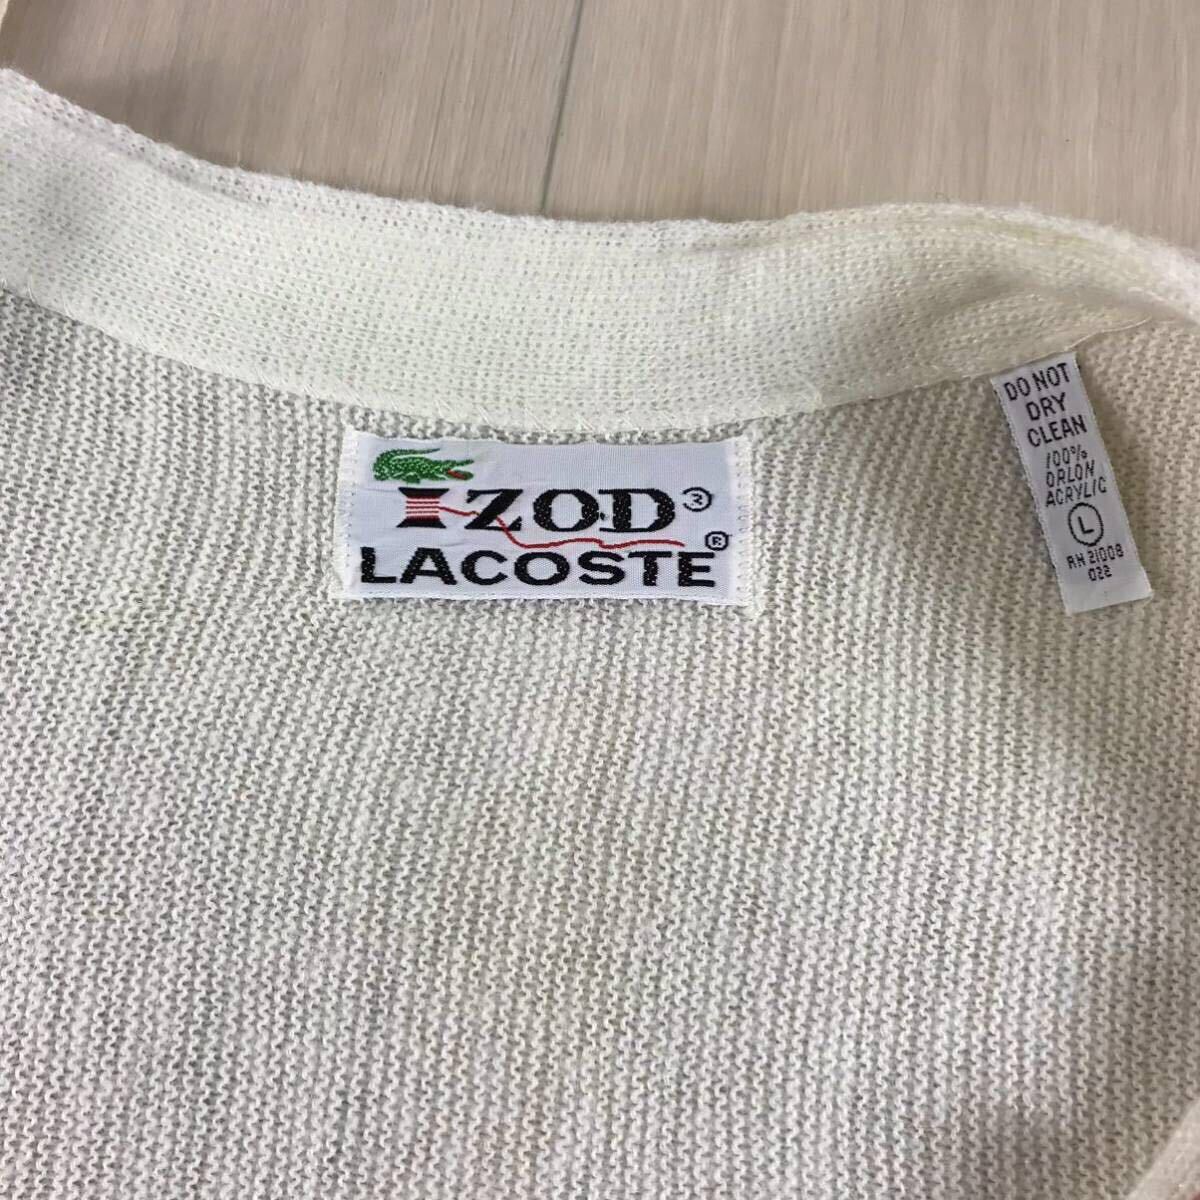 IZOD®
LACOSTE®
DO NOT
DRY
CLEAN
100%
ORLON
ACRYLIC
L
RN 21008
022